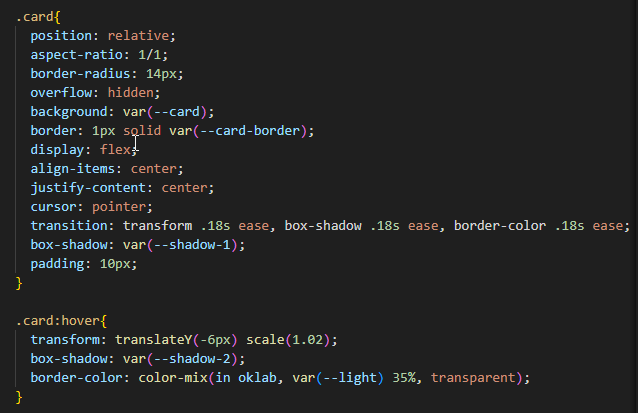 .card{
position: relative;
aspect-ratio: 1/1;
border-radius: 14px;
overflow: hidden;
background: var(--card);
border: 1px solid var(--card-border);
display: flex;
align-items: center;
justify-content: center;
cursor: pointer;
transition: transform .18s ease, box-shadow .18s ease, border-color .18s ease;
box-shadow: var(--shadow-1);
padding: 10px;
}
.card:hover{
transform: translateY(-6px) scale(1.02);
box-shadow: var(--shadow-2);
border-color: color-mix(in oklab, var(--light) 35%, transparent);
}